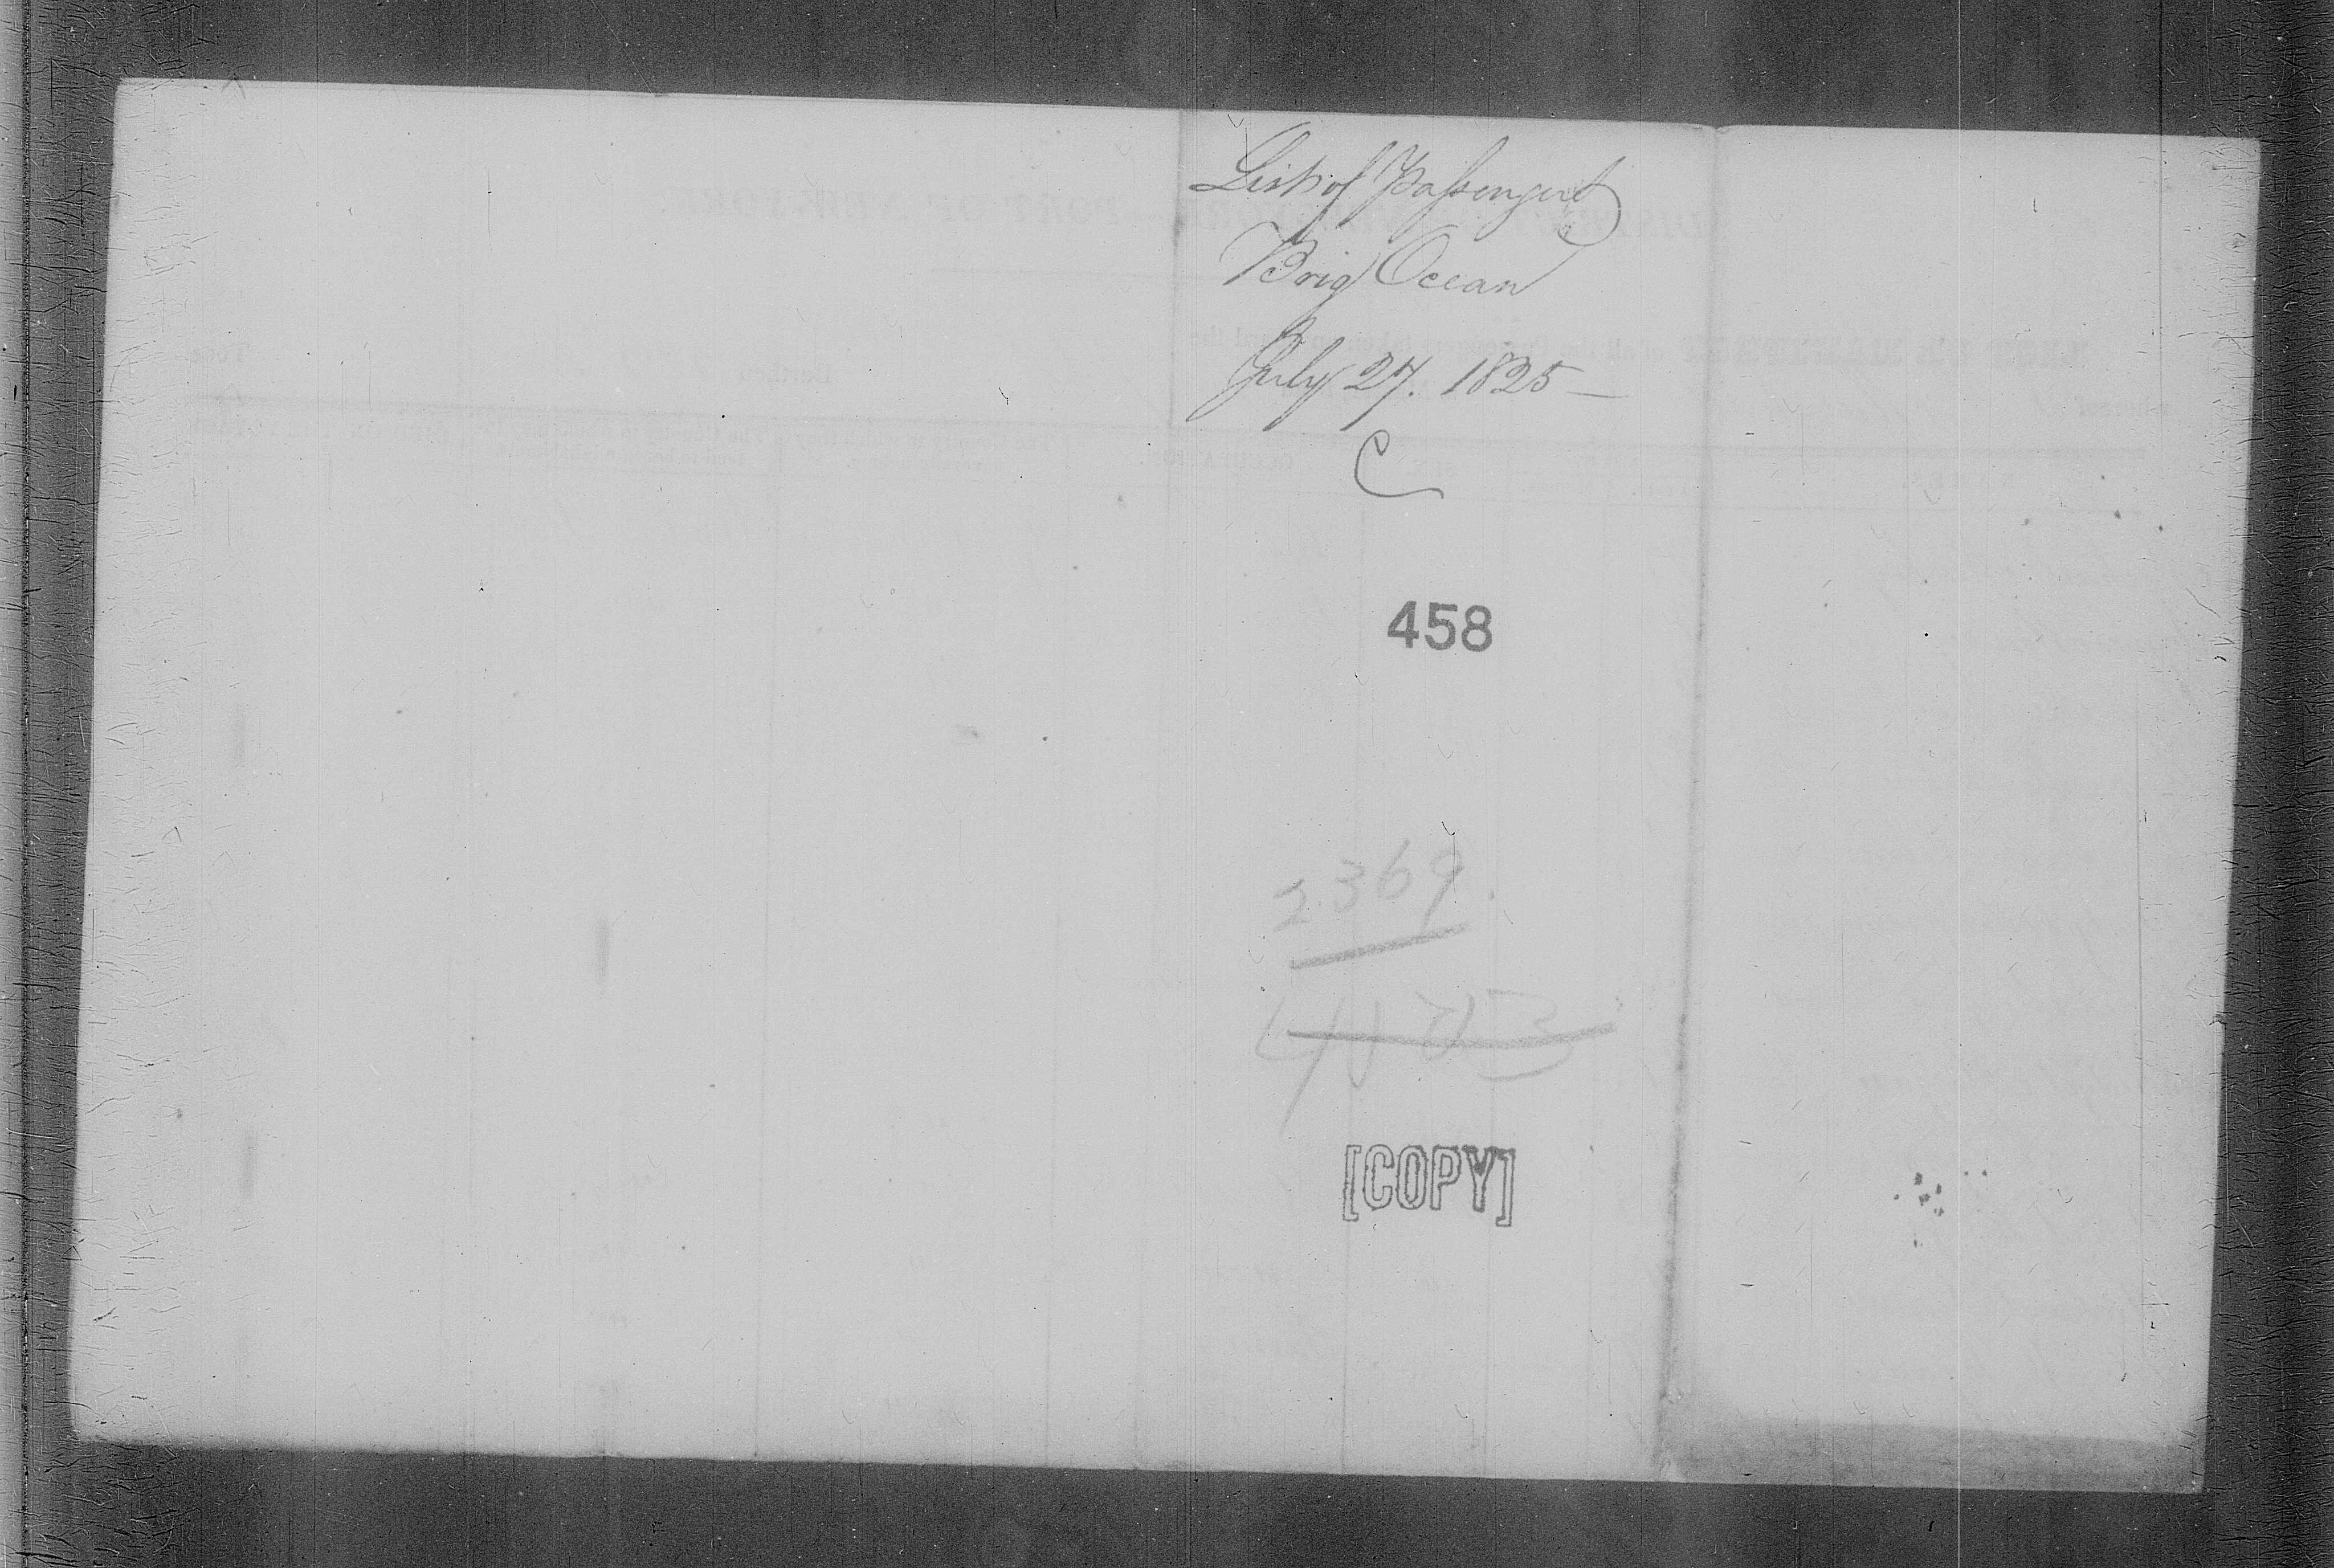 List of Passengers
Brig Ocean
July 27. 1825 —
C
458
2369.
[COPY]